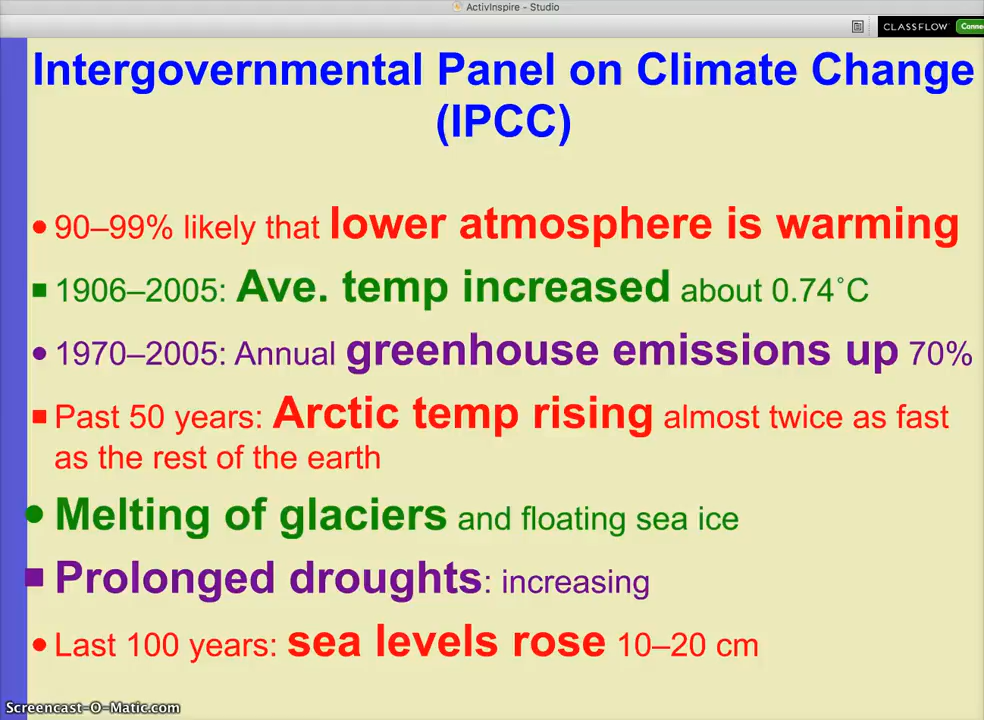 ActivInspire - Studio
CLASSFLOW
Intergovernmental Panel on Climate Change
(IPCC)
• 90–99% likely that lower atmosphere is warming
▪ 1906–2005: Ave. temp increased about 0.74˚C
• 1970–2005: Annual greenhouse emissions up 70%
▪ Past 50 years: Arctic temp rising almost twice as fast
as the rest of the earth
• Melting of glaciers and floating sea ice
▪ Prolonged droughts: increasing
• Last 100 years: sea levels rose 10–20 cm
Screencast-O-Matic.com